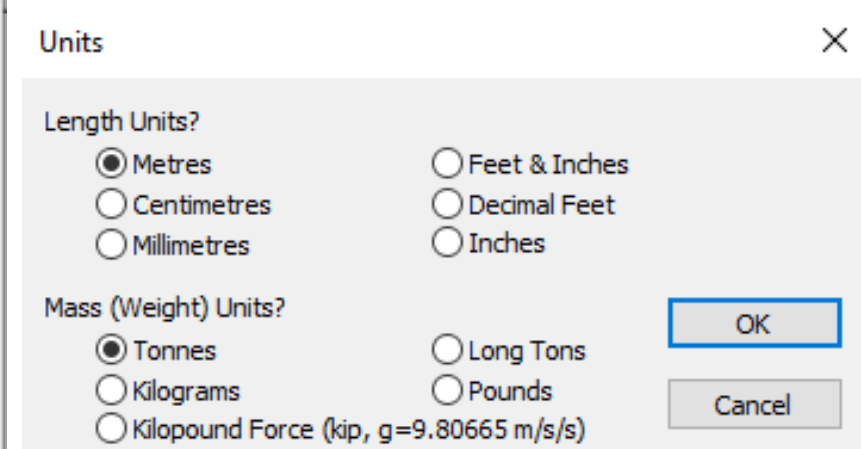 Units
Length Units?
Metres
Feet & Inches
Centimetres
Decimal Feet
Millimetres
Inches
Mass (Weight) Units?
Tonnes
Long Tons
Kilograms
Pounds
Kilopound Force (kip, g=9.80665 m/s/s)
OK
Cancel